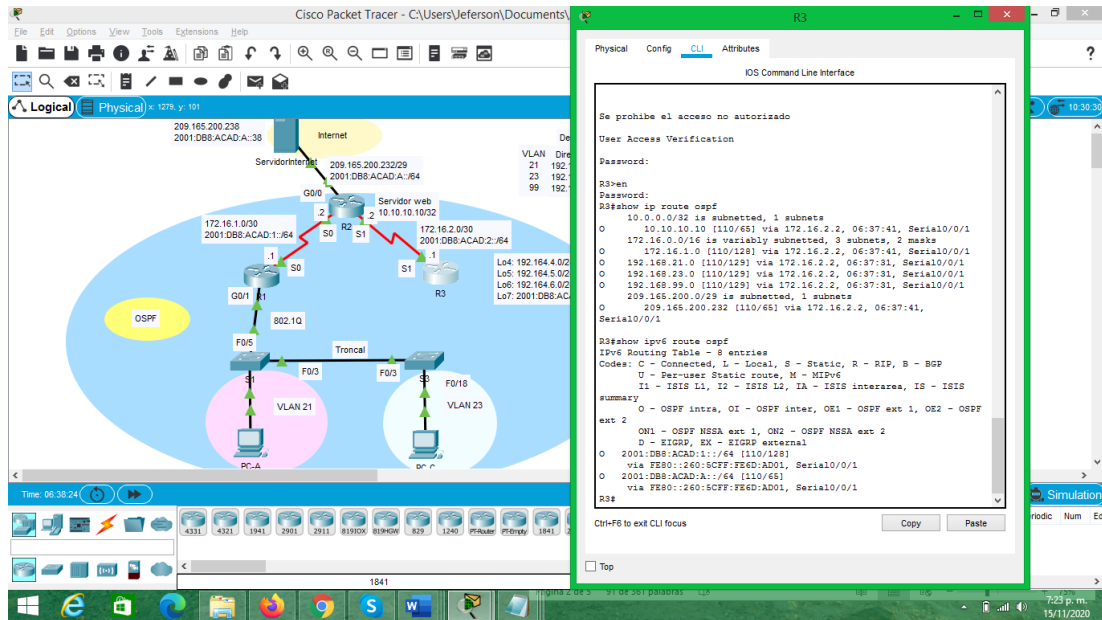 Cisco Packet Tracer - C:\Users\Jeferson\Documents\
File Edit Options View Tools Extensions Help
Logical
Physical
x: 1279, y: 101
10:30:30
209.165.200.238
2001:DB8:ACAD:A::38
Internet
ServidorInternet
209.165.200.232/29
2001:DB8:ACAD:A::/64
VLAN
21 192.1
23 192.1
99 192.1
G0/0
Servidor web
10.10.10.10/32
.2
R2
.2
172.16.1.0/30
2001:DB8:ACAD:1::/64
S0
S1
172.16.2.0/30
2001:DB8:ACAD:2::/64
.1
S0
S1
.1
Lo4: 192.164.4.0/2
Lo5: 192.164.5.0/2
Lo6: 192.164.6.0/2
Lo7: 2001:DB8:AC
G0/1
R1
R3
OSPF
802.1Q
F0/5
Troncal
S1
F0/3
F0/3
S3
F0/18
VLAN 21
VLAN 23
PC-A
PC-C
Time: 06:38:24
Simulation
4331 4321 1941 2901 2911 819IOX 819HGW 829 1240 PT-Router PT-Empty 1841
1841
R3
Physical Config CLI Attributes
IOS Command Line Interface
Se prohibe el acceso no autorizado
User Access Verification
Password:
R3>en
Password:
R3#show ip route ospf
10.0.0.0/32 is subnetted, 1 subnets
O 10.10.10.10 [110/65] via 172.16.2.2, 06:37:41, Serial0/0/1
172.16.0.0/16 is variably subnetted, 3 subnets, 2 masks
O 172.16.1.0 [110/128] via 172.16.2.2, 06:37:41, Serial0/0/1
O 192.168.21.0 [110/129] via 172.16.2.2, 06:37:31, Serial0/0/1
O 192.168.23.0 [110/129] via 172.16.2.2, 06:37:31, Serial0/0/1
O 192.168.99.0 [110/129] via 172.16.2.2, 06:37:31, Serial0/0/1
209.165.200.0/29 is subnetted, 1 subnets
O 209.165.200.232 [110/65] via 172.16.2.2, 06:37:41,
Serial0/0/1
R3#show ipv6 route ospf
IPv6 Routing Table - 8 entries
Codes: C - Connected, L - Local, S - Static, R - RIP, B - BGP
U - Per-user Static route, M - MIPv6
I1 - ISIS L1, I2 - ISIS L2, IA - ISIS interarea, IS - ISIS
summary
O - OSPF intra, OI - OSPF inter, OE1 - OSPF ext 1, OE2 - OSPF
ext 2
ON1 - OSPF NSSA ext 1, ON2 - OSPF NSSA ext 2
D - EIGRP, EX - EIGRP external
O 2001:DB8:ACAD:1::/64 [110/128]
via FE80::260:5CFF:FE6D:AD01, Serial0/0/1
O 2001:DB8:ACAD:A::/64 [110/65]
via FE80::260:5CFF:FE6D:AD01, Serial0/0/1
R3#
Ctrl+F6 to exit CLI focus
Copy
Paste
Top
Num
7:23 p. m.
15/11/2020